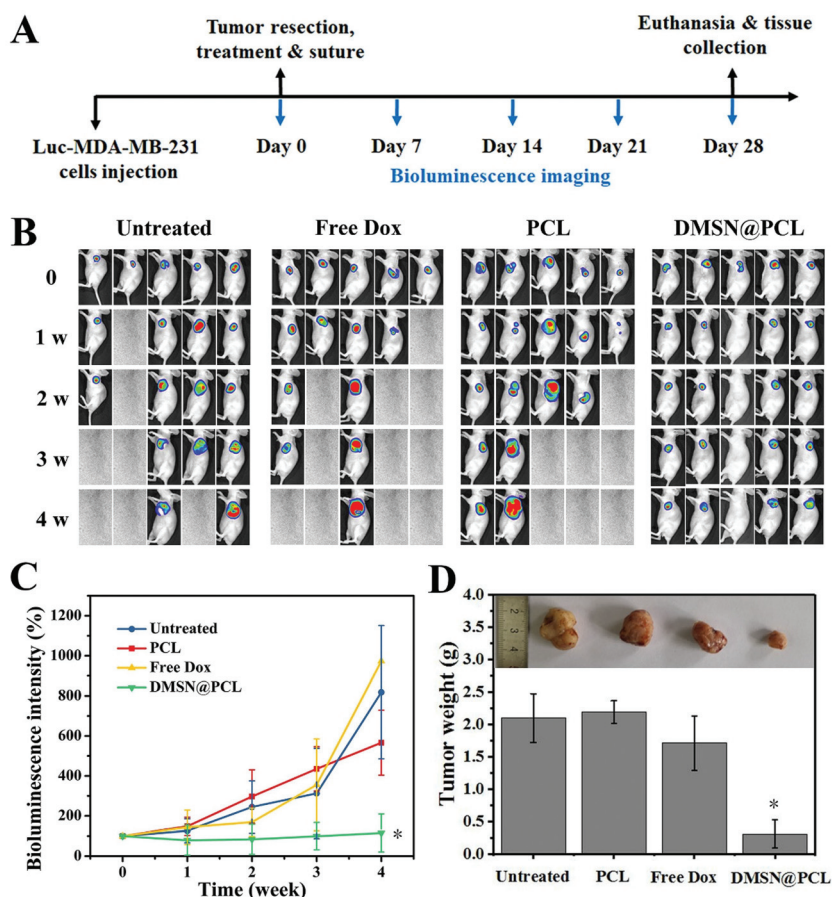 A
Tumor resection,
treatment & suture
Euthanasia & tissue
collection
Luc-MDA-MB-231
cells injection
Day 0
Day 7
Day 14
Day 21
Day 28
Bioluminescence imaging
B
Untreated
Free Dox
PCL
DMSN@PCL
0
1 w
2 w
3 w
4 w
C
Bioluminescence intensity (%)
1200
1000
800
600
400
200
0
Untreated
PCL
Free Dox
DMSN@PCL
*
0
1
2
3
4
Time (week)
D
Tumor weight (g)
4.0
3.5
3.0
2.5
2.0
1.5
1.0
0.5
0.0
2
3
4
*
Untreated
PCL
Free Dox
DMSN@PCL